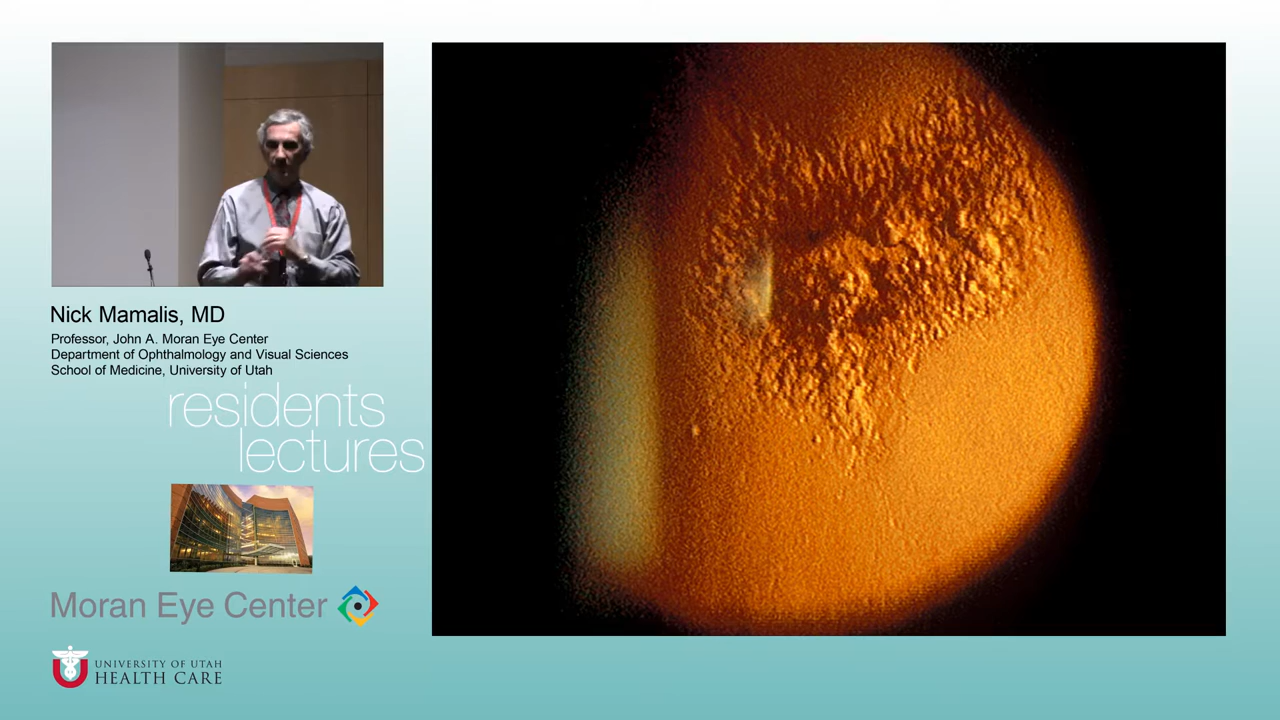 Nick Mamalis, MD
Professor, John A. Moran Eye Center
Department of Ophthalmology and Visual Sciences
School of Medicine, University of Utah
residents
lectures
Moran Eye Center
UNIVERSITY OF UTAH
HEALTH CARE